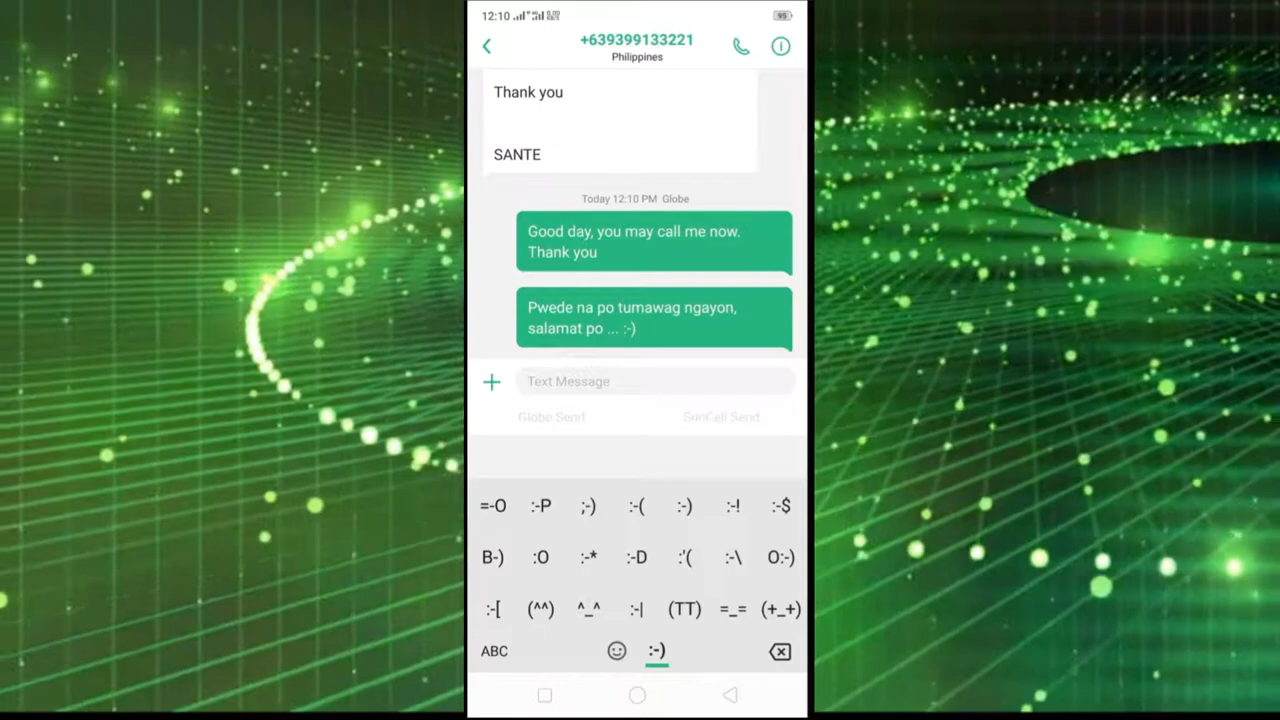 12:10
95
+639399133221
Philippines
Thank you
SANTE
Today 12:10 PM Globe
Good day, you may call me now.
Thank you
Pwede na po tumawag ngayon,
salamat po ... :-)
Text Message
Globe Send SunCell Send
=-O :-P ;-) :-( :-) :-! :-$
B-) :O :-* :-D :'( :-\ O:-)
:-[ (^^) ^_^ :-| (TT) =_= (+_+)
ABC :-)